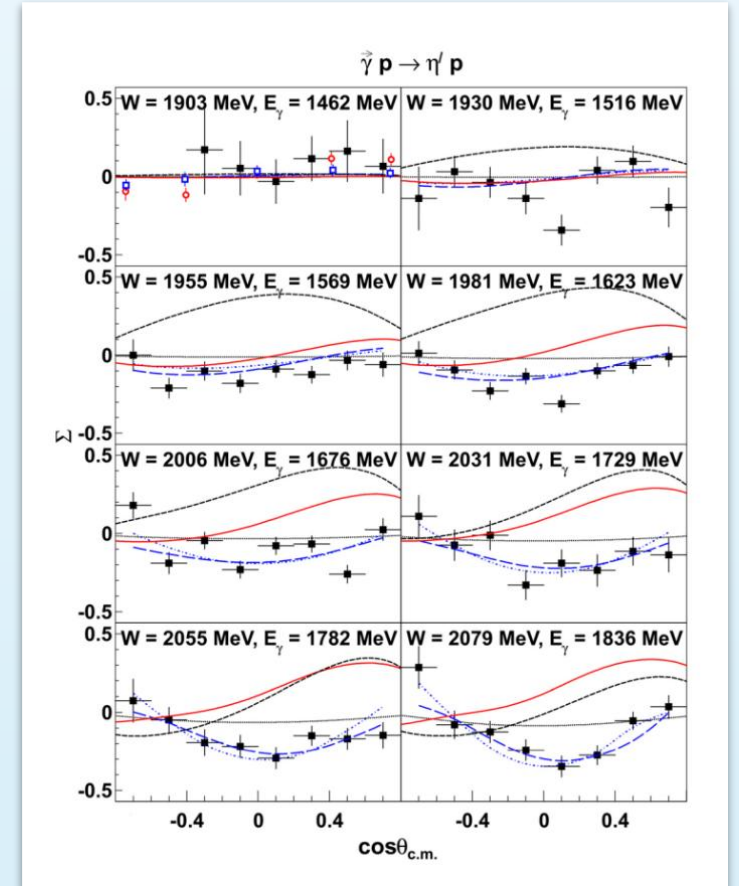 γ⃗ p → η′ p
0.5
W = 1903 MeV, Eγ = 1462 MeV
W = 1930 MeV, Eγ = 1516 MeV
0
-0.5
0.5
W = 1955 MeV, Eγ = 1569 MeV
W = 1981 MeV, Eγ = 1623 MeV
0
-0.5
Σ
0.5
W = 2006 MeV, Eγ = 1676 MeV
W = 2031 MeV, Eγ = 1729 MeV
0
-0.5
0.5
W = 2055 MeV, Eγ = 1782 MeV
W = 2079 MeV, Eγ = 1836 MeV
0
-0.5
-0.4 0 0.4 -0.4 0 0.4
cosθc.m.